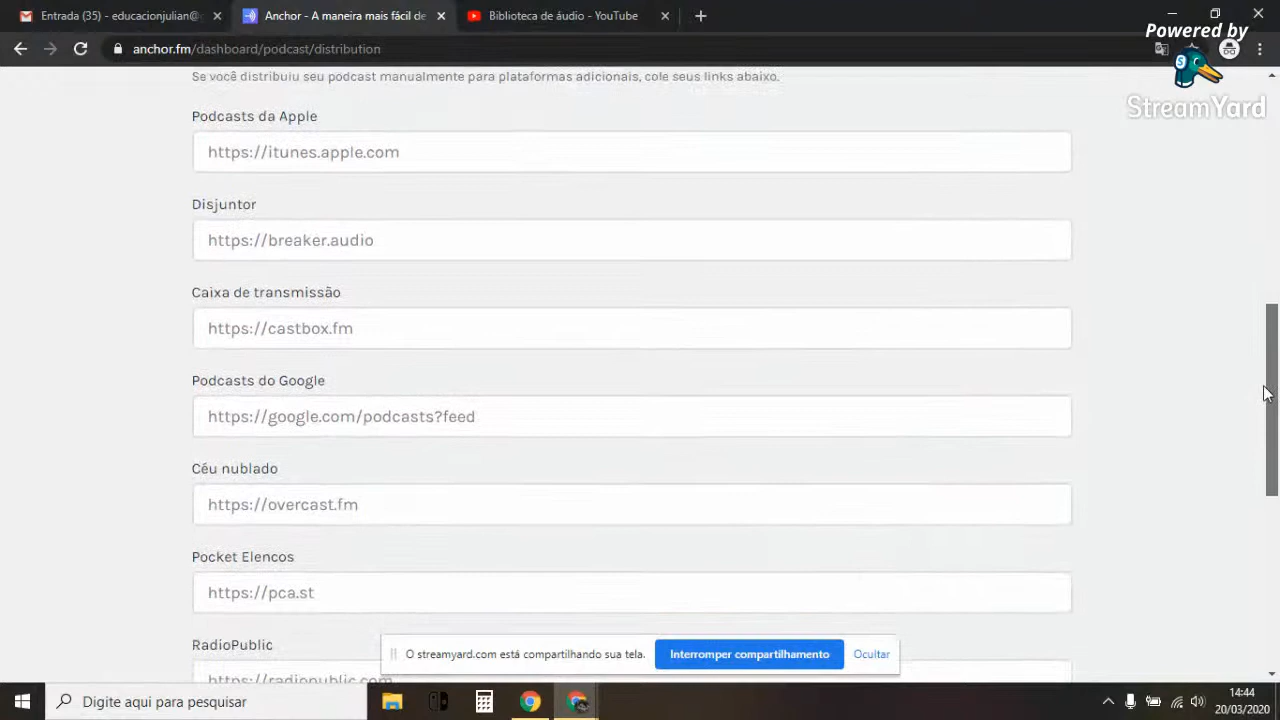 Entrada (35) - educacionjulian@
Anchor - A maneira mais fácil de
Biblioteca de áudio - YouTube
anchor.fm/dashboard/podcast/distribution
Powered by
StreamYard
Se você distribuiu seu podcast manualmente para plataformas adicionais, cole seus links abaixo.
Podcasts da Apple
https://itunes.apple.com
Disjuntor
https://breaker.audio
Caixa de transmissão
https://castbox.fm
Podcasts do Google
https://google.com/podcasts?feed
Céu nublado
https://overcast.fm
Pocket Elencos
https://pca.st
RadioPublic
https://radiopublic.com
O streamyard.com está compartilhando sua tela.
Interromper compartilhamento
Ocultar
Digite aqui para pesquisar
14:44
20/03/2020